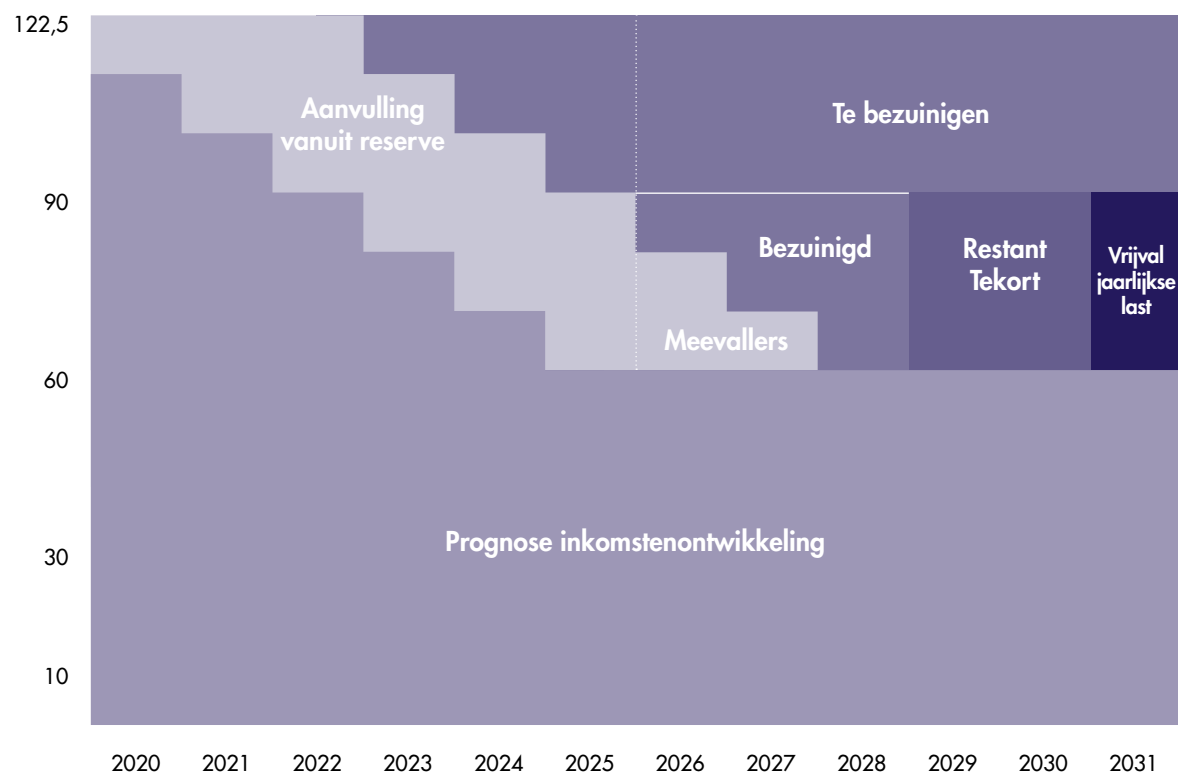 122,5
Aanvulling
vanuit reserve
Te bezuinigen
90
Bezuinigd
Restant
Tekort
Vrijval
jaarlijkse
last
Meevallers
60
Prognose inkomstenontwikkeling
30
10
2020 2021 2022 2023 2024 2025 2026 2027 2028 2029 2030 2031